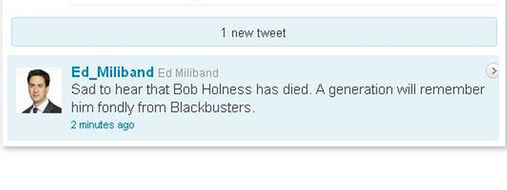 1 new tweet
Ed_Miliband Ed Miliband
Sad to hear that Bob Holness has died. A generation will remember
him fondly from Blackbusters.
2 minutes ago